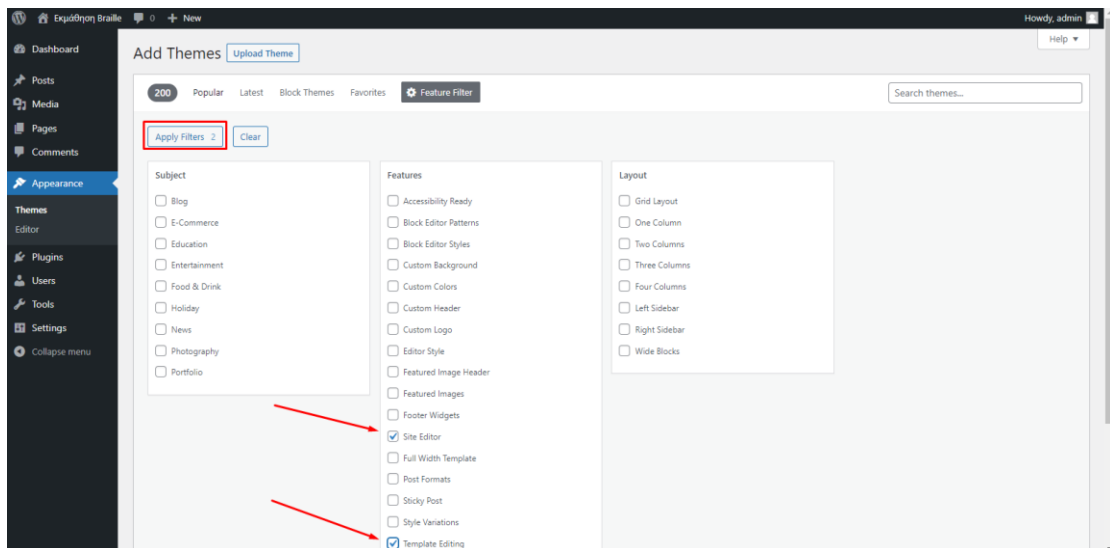 Εκμάθηση Braille 0 + New Howdy, admin
Help
Dashboard
Posts
Media
Pages
Comments
Appearance
Themes
Editor
Plugins
Users
Tools
Settings
Collapse menu
Add Themes Upload Theme
200 Popular Latest Block Themes Favorites Feature Filter Search themes...
Apply Filters 2 Clear
Subject
Blog
E-Commerce
Education
Entertainment
Food & Drink
Holiday
News
Photography
Portfolio
Features
Accessibility Ready
Block Editor Patterns
Block Editor Styles
Custom Background
Custom Colors
Custom Header
Custom Logo
Editor Style
Featured Image Header
Featured Images
Footer Widgets
Site Editor
Full Width Template
Post Formats
Sticky Post
Style Variations
Template Editing
Layout
Grid Layout
One Column
Two Columns
Three Columns
Four Columns
Left Sidebar
Right Sidebar
Wide Blocks